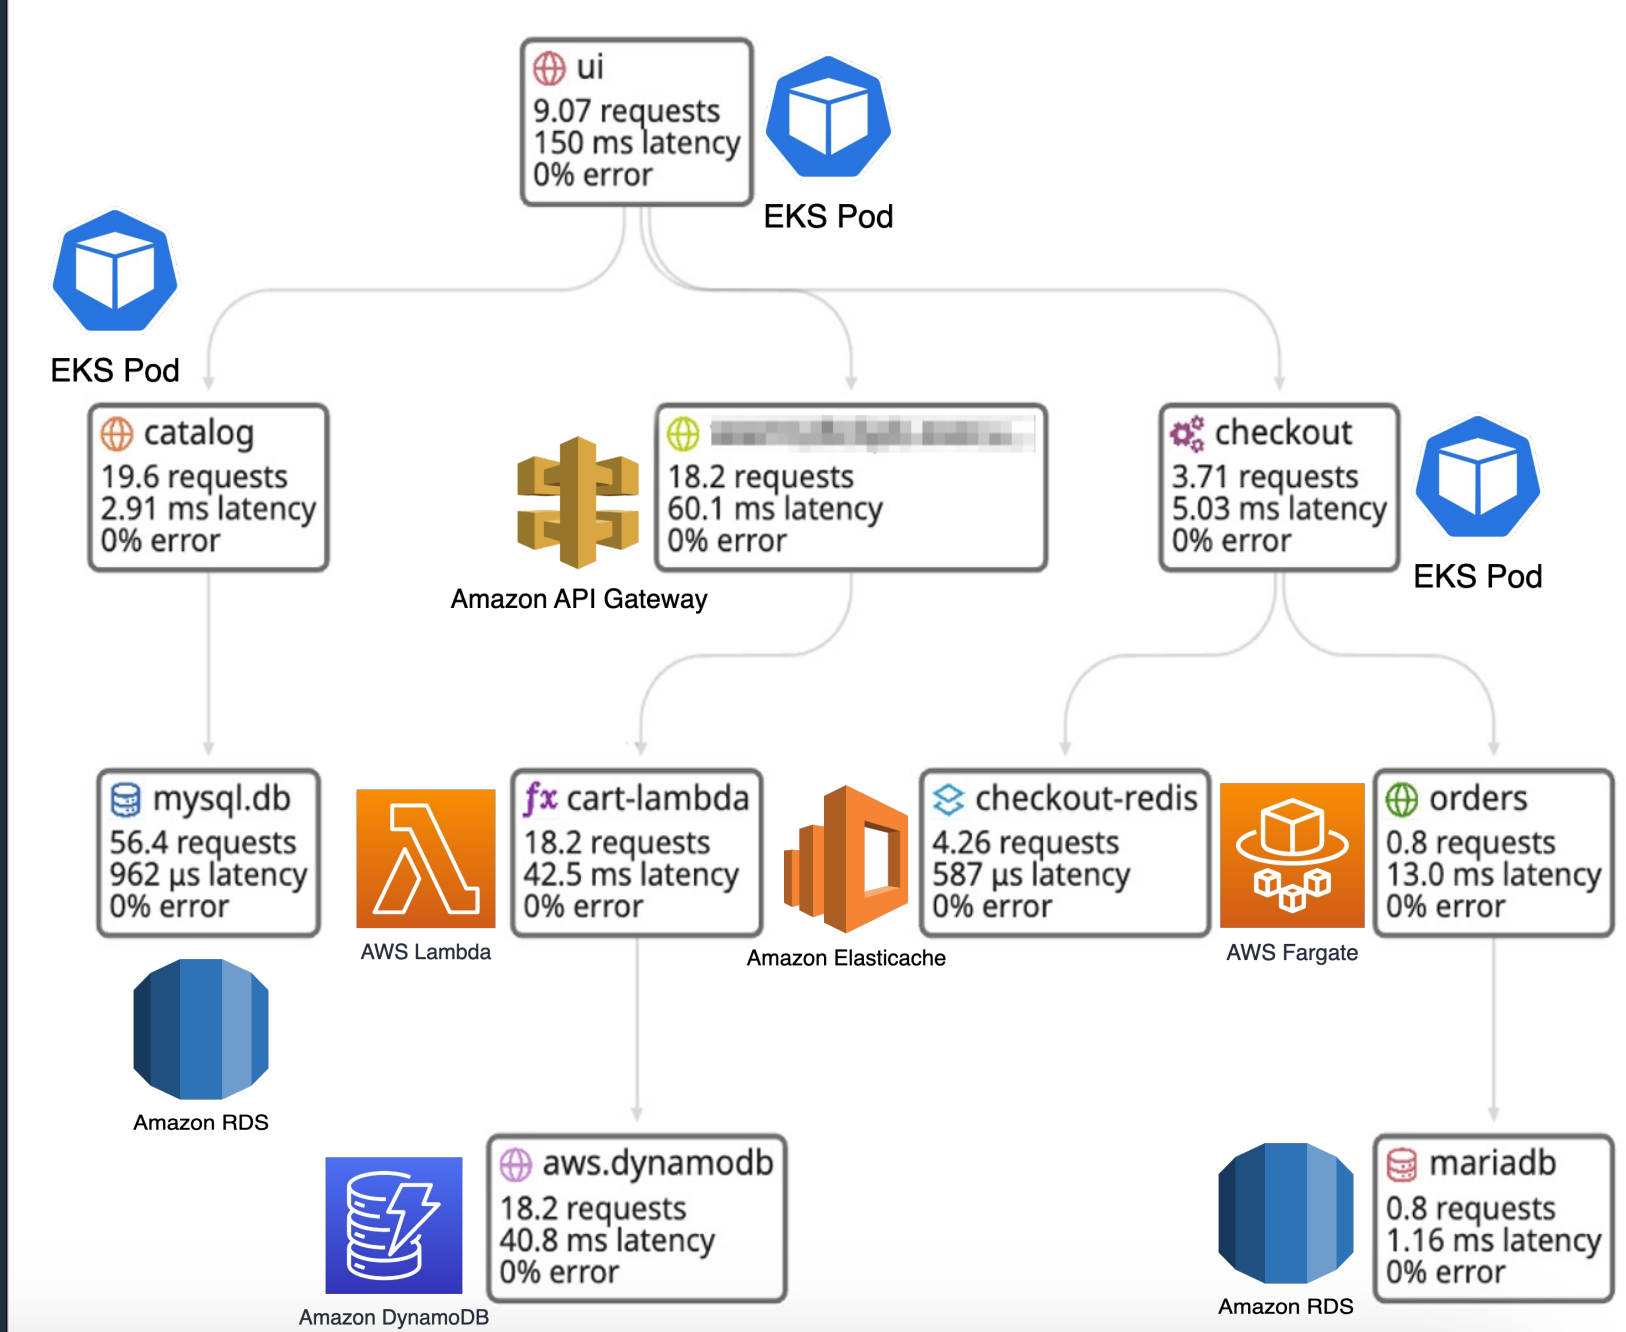 ui
9.07 requests
150 ms latency
0% error
EKS Pod
EKS Pod
catalog
19.6 requests
2.91 ms latency
0% error
Amazon API Gateway
18.2 requests
60.1 ms latency
0% error
checkout
3.71 requests
5.03 ms latency
0% error
EKS Pod
mysql.db
56.4 requests
962 µs latency
0% error
Amazon RDS
AWS Lambda
fx cart-lambda
18.2 requests
42.5 ms latency
0% error
Amazon Elasticache
checkout-redis
4.26 requests
587 µs latency
0% error
AWS Fargate
orders
0.8 requests
13.0 ms latency
0% error
Amazon DynamoDB
aws.dynamodb
18.2 requests
40.8 ms latency
0% error
Amazon RDS
mariadb
0.8 requests
1.16 ms latency
0% error